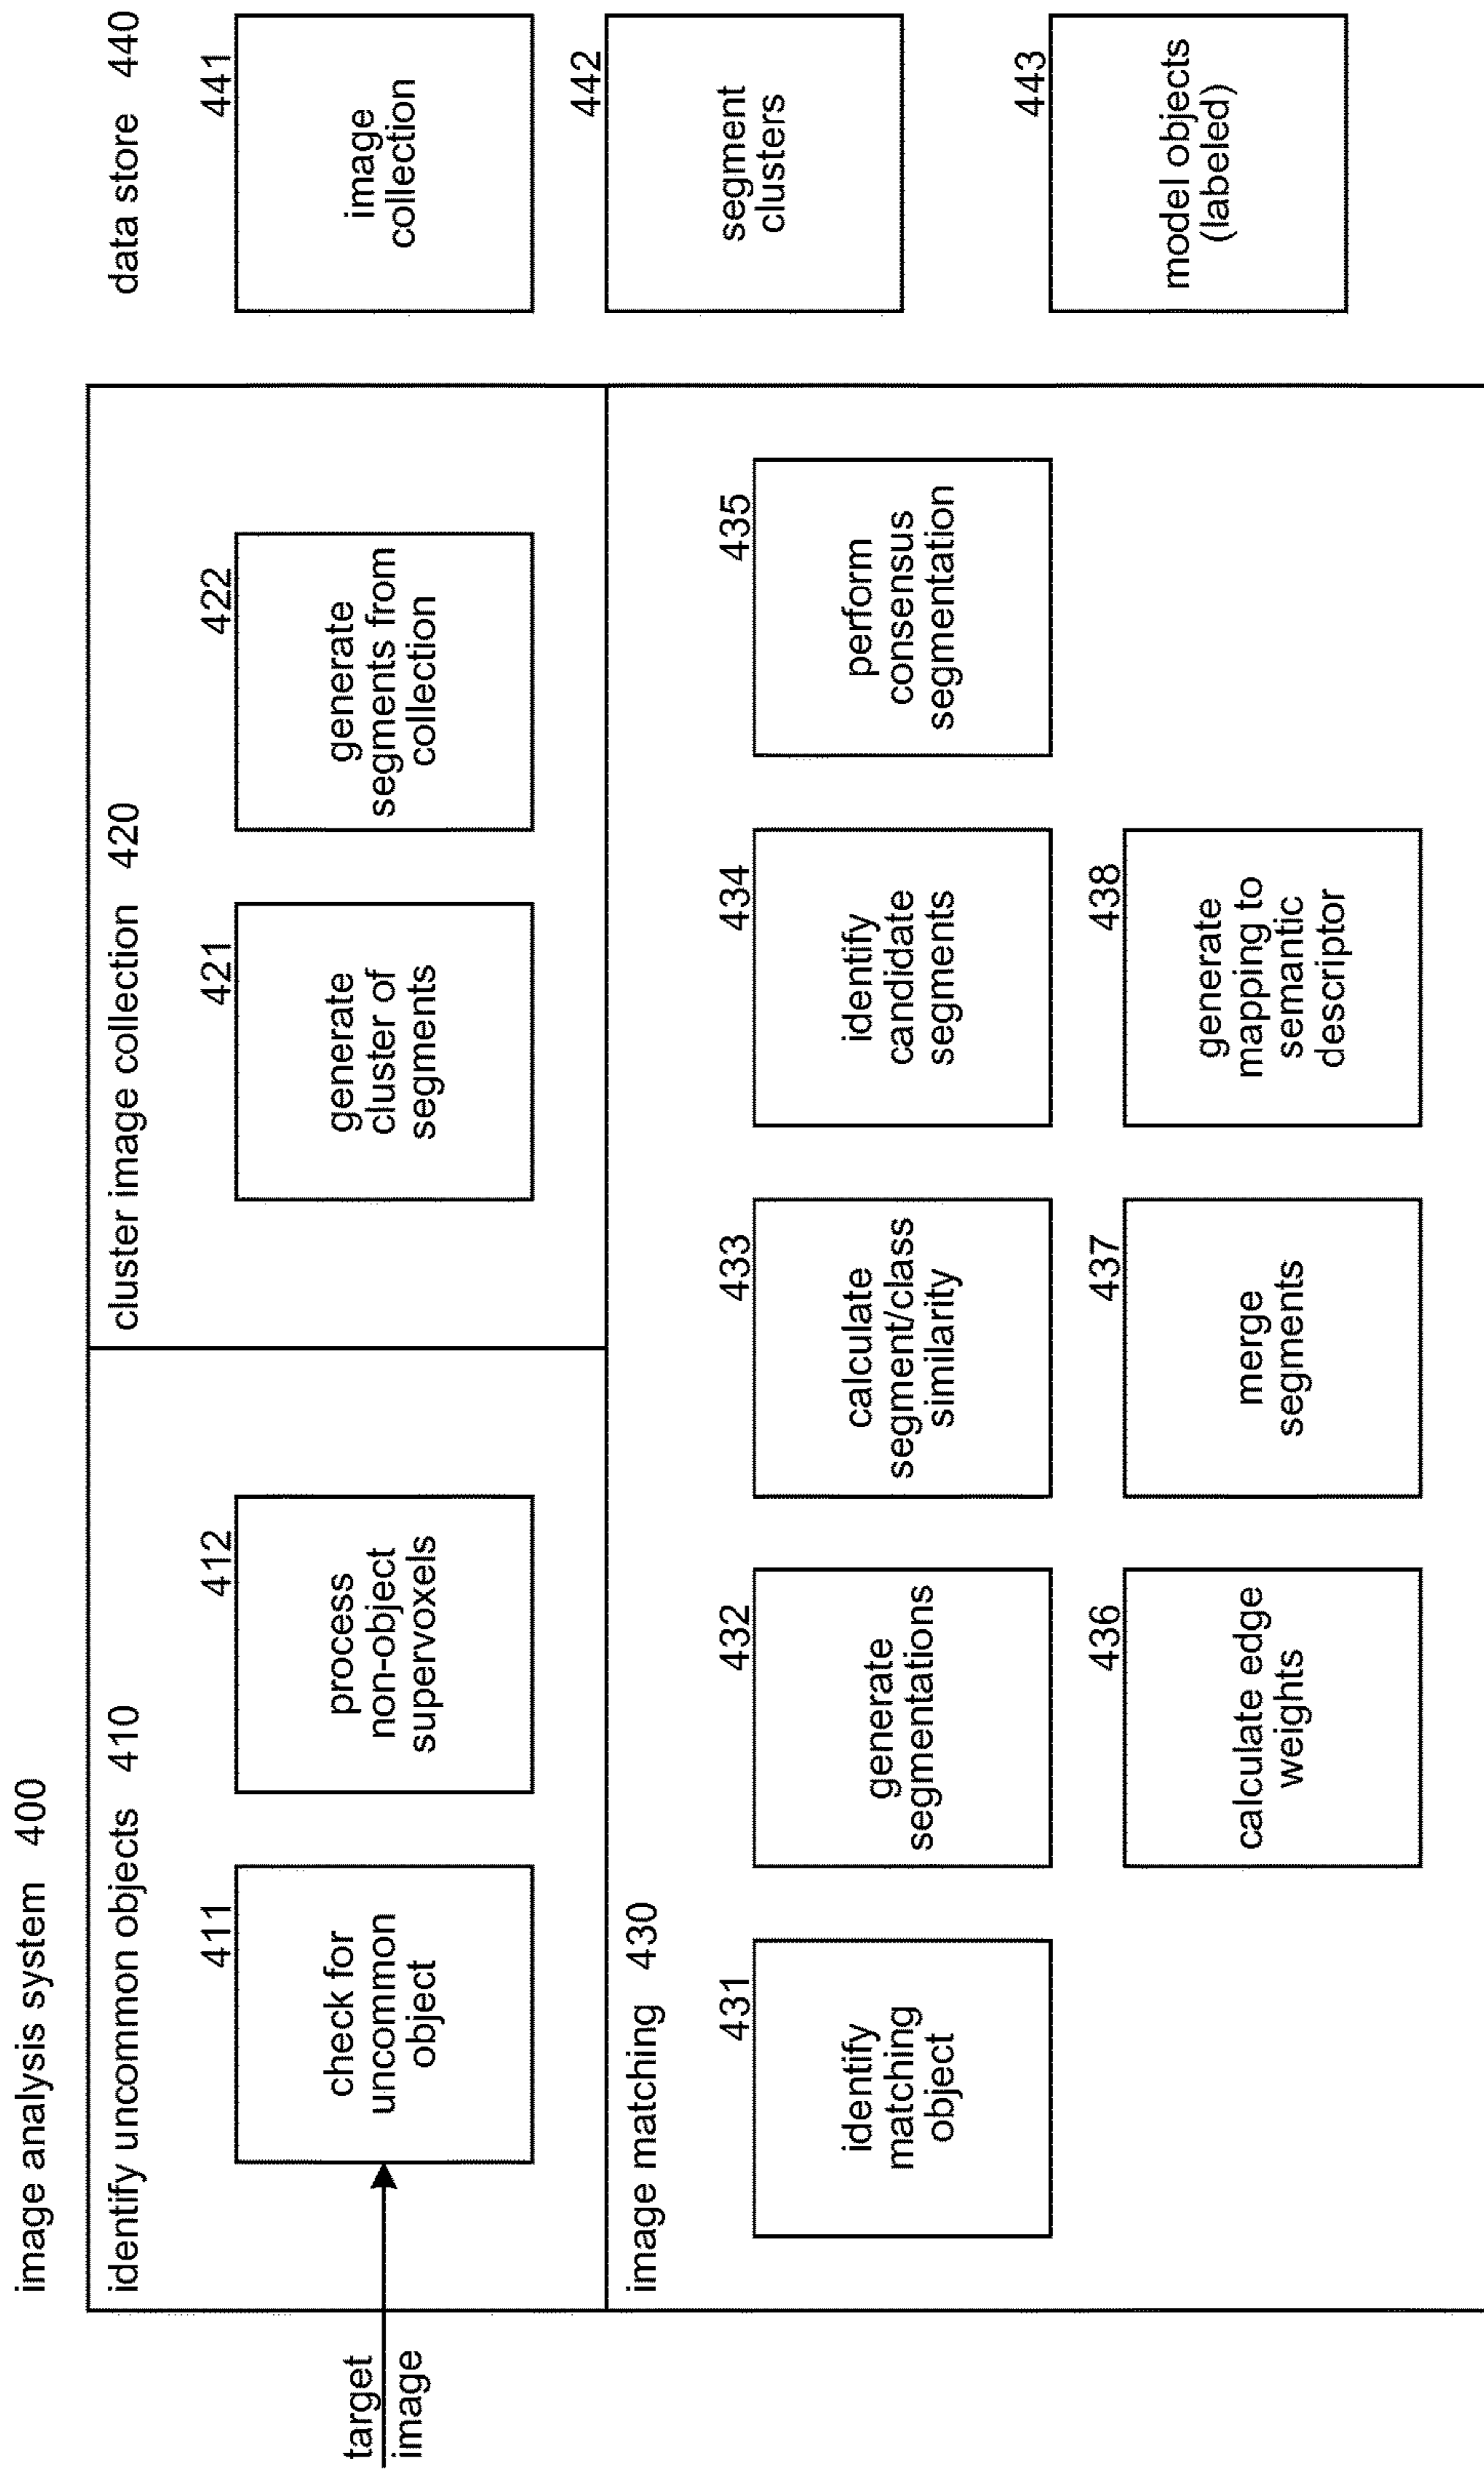 image analysis system 400
identify uncommon objects 410
target
image
411
check for
uncommon
object
412
process
non-object
supervoxels
cluster image collection 420
421
generate
cluster of
segments
422
generate
segments from
collection
image matching 430
431
identify
matching
object
432
generate
segmentations
433
calculate
segment/class
similarity
434
identify
candidate
segments
435
perform
consensus
segmentation
436
calculate edge
weights
437
merge
segments
438
generate
mapping to
semantic
descriptor
data store 440
441
image
collection
442
segment
clusters
443
model objects
(labeled)